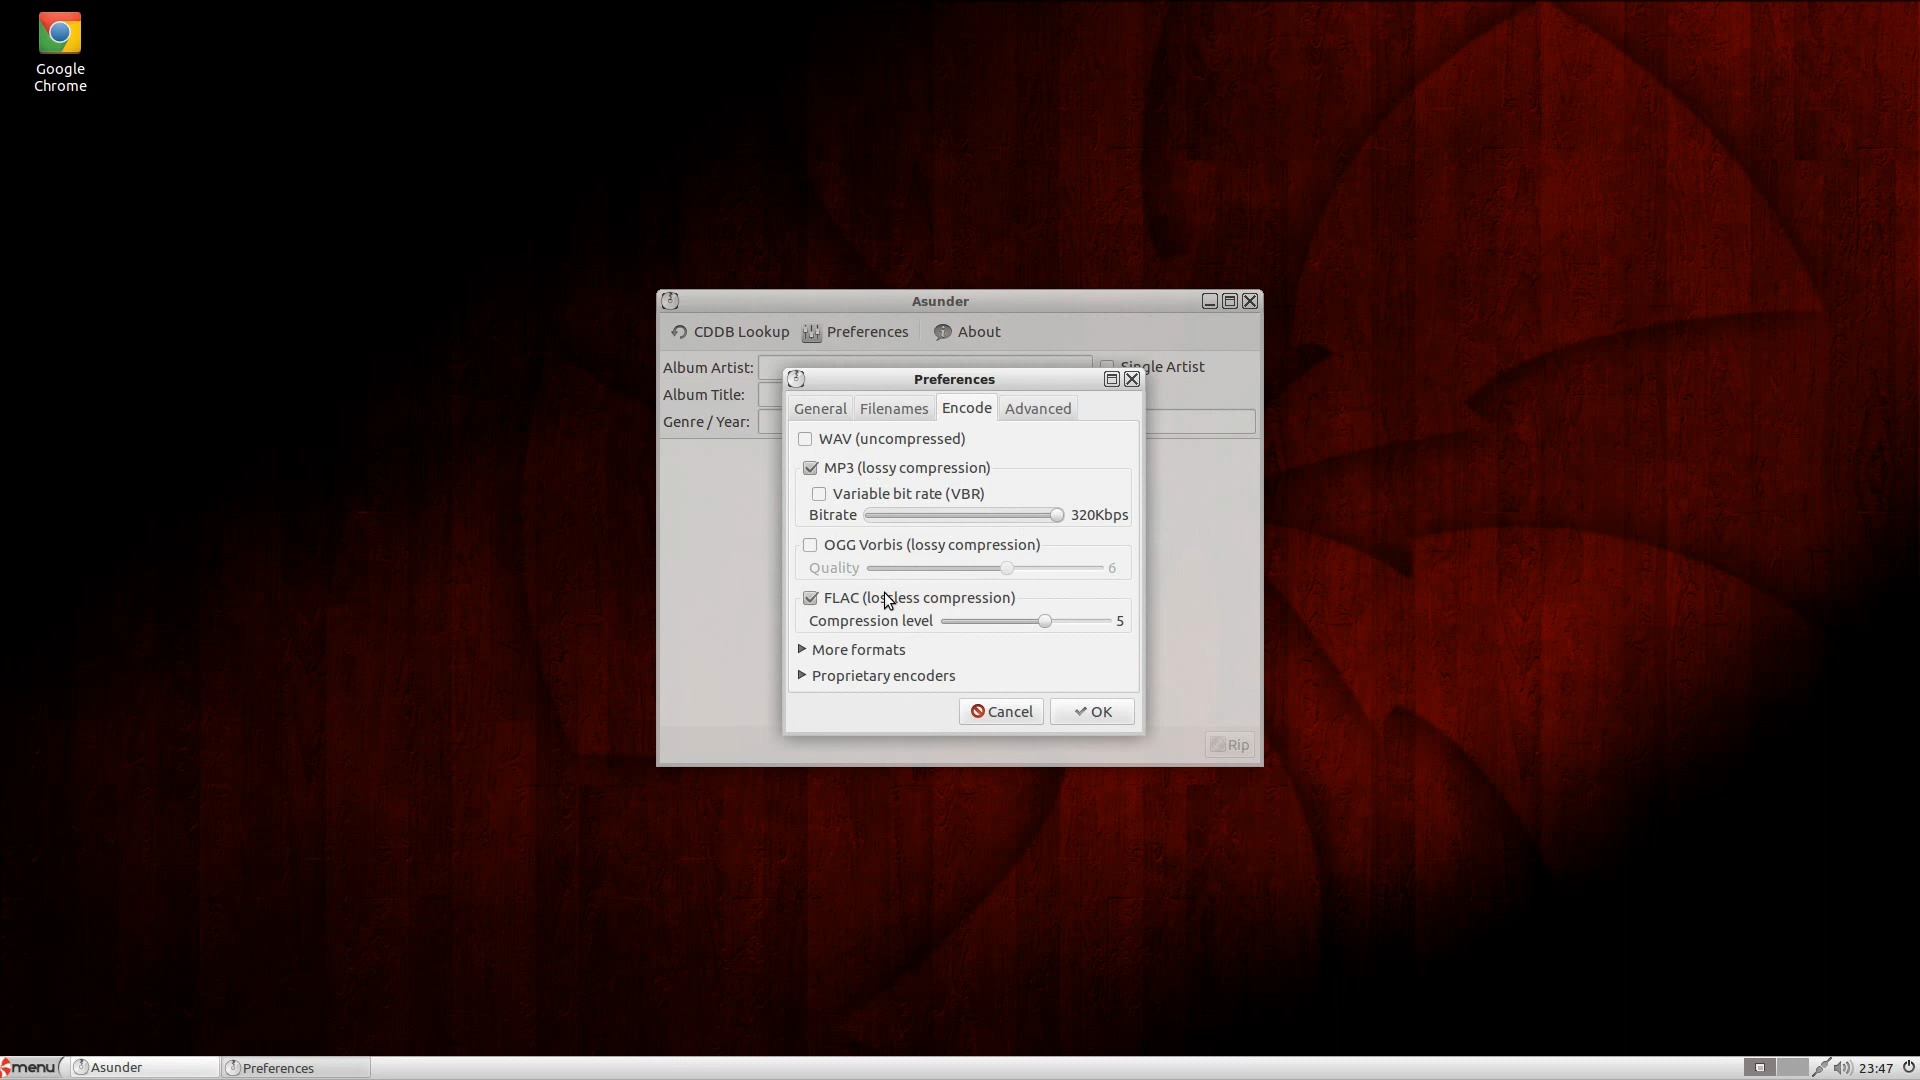 Google
Chrome
Asunder
CDDB Lookup Preferences About
Album Artist: Single Artist
Album Title:
Genre / Year:
Preferences
General Filenames Encode Advanced
WAV (uncompressed)
MP3 (lossy compression)
Variable bit rate (VBR)
Bitrate 320Kbps
OGG Vorbis (lossy compression)
Quality 6
FLAC (lossless compression)
Compression level 5
More formats
Proprietary encoders
Cancel OK
Rip
menu Asunder Preferences 23:47